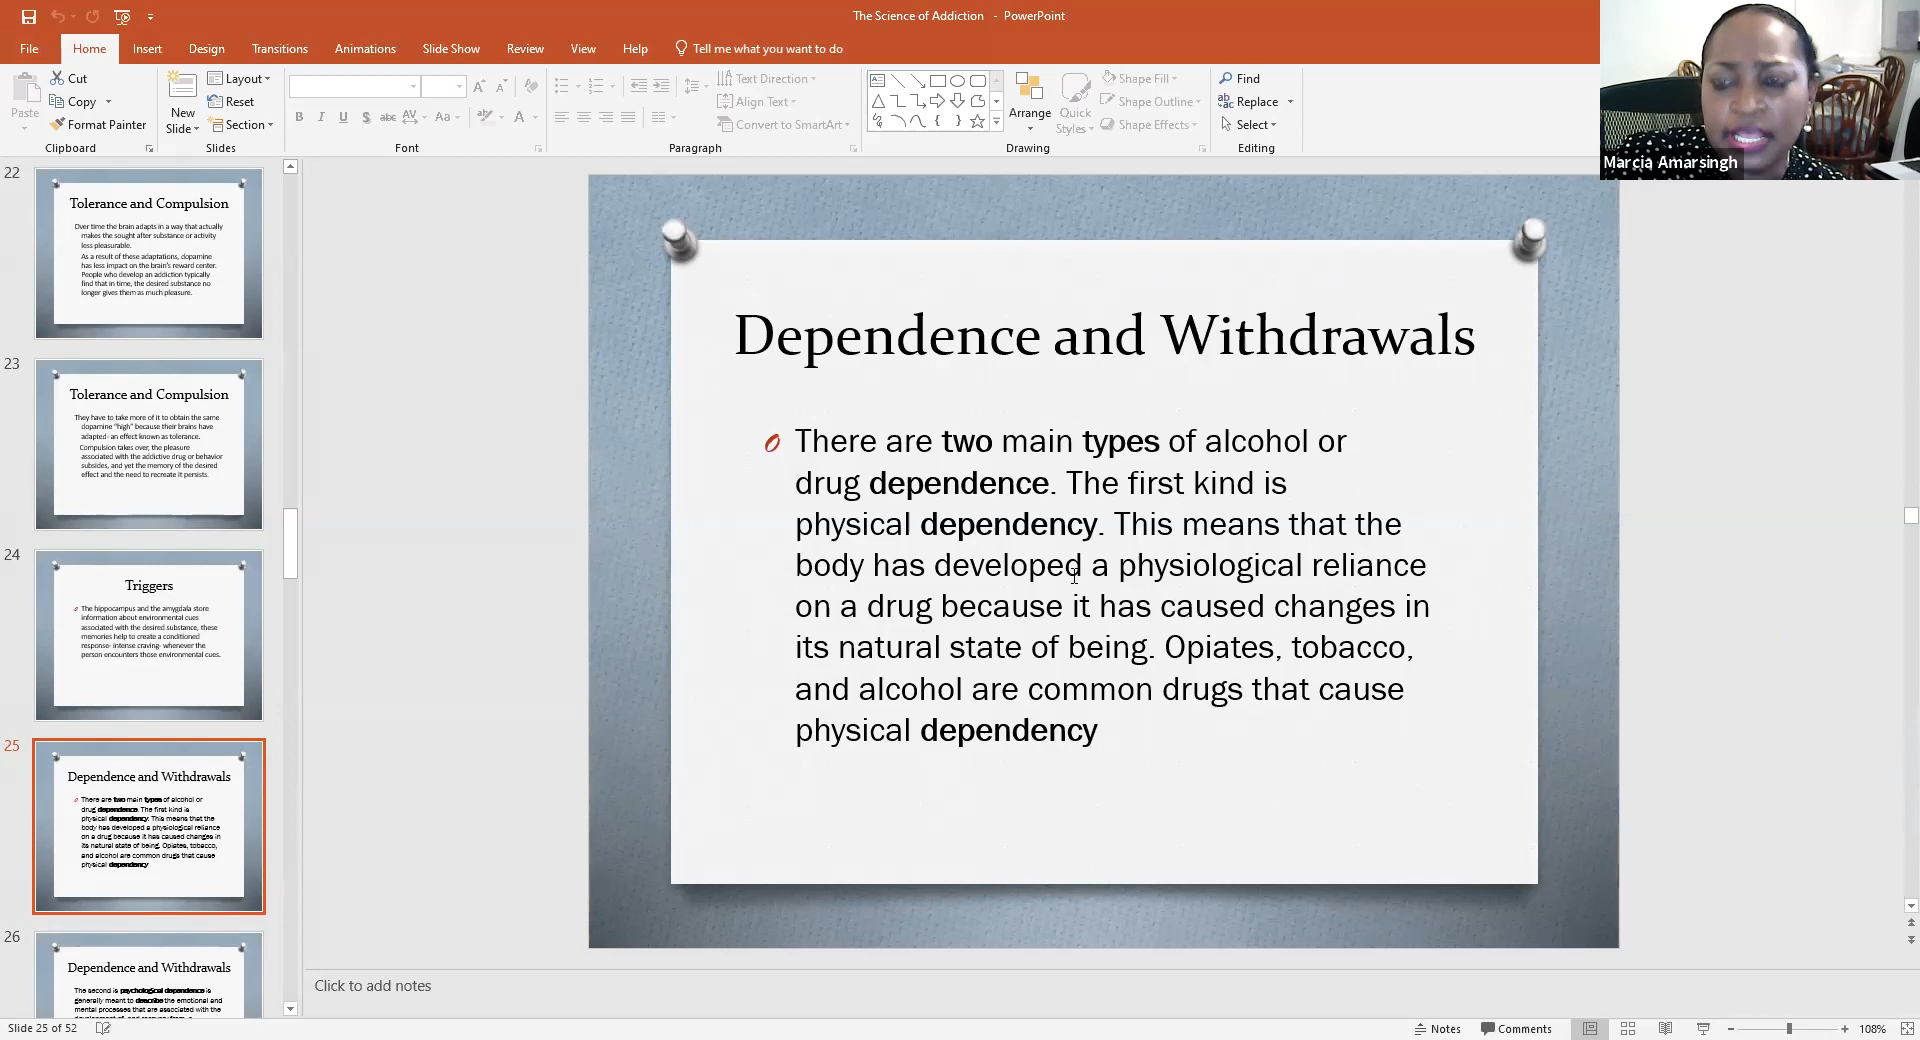 The Science of Addiction - PowerPoint
File Home Insert Design Transitions Animations Slide Show Review View Help Tell me what you want to do
Paste
Cut
Copy
Format Painter
Clipboard
New Slide
Layout
Reset
Section
Slides
B I U S abc AV Aa A
Font
Text Direction
Align Text
Convert to SmartArt
Paragraph
Arrange
Quick Styles
Shape Fill
Shape Outline
Shape Effects
Drawing
Find
Replace
Select
Editing
Marcia Amarsingh
22
Tolerance and Compulsion
Over time the brain adapts in a way that actually
makes the sought after substance or activity
less pleasurable.
As a result of these adaptations, dopamine
has less impact on the brain's reward center.
People who develop an addiction typically
find that in time, the desired substance no
longer gives them as much pleasure.
23
Tolerance and Compulsion
They have to take more of it to obtain the same
dopamine “high” because their brains have
adapted- an effect known as tolerance.
Compulsion takes over, the pleasure
associated with the addictive drug or behavior
subsides, and yet the memory of the desired
effect and the need to recreate it persists.
24
Triggers
The hippocampus and the amygdala store
information about environmental cues
associated with the desired substance, these
memories help to create a conditioned
response- intense craving- whenever the
person encounters those environmental cues.
25
Dependence and Withdrawals
There are two main types of alcohol or
drug dependence. The first kind is
physical dependency. This means that the
body has developed a physiological reliance
on a drug because it has caused changes in
its natural state of being. Opiates, tobacco,
and alcohol are common drugs that cause
physical dependency
26
Dependence and Withdrawals
The second is psychological dependence is
generally meant to describe the emotional and
mental processes that are associated with the
Dependence and Withdrawals
There are two main types of alcohol or
drug dependence. The first kind is
physical dependency. This means that the
body has developed a physiological reliance
on a drug because it has caused changes in
its natural state of being. Opiates, tobacco,
and alcohol are common drugs that cause
physical dependency
Click to add notes
Slide 25 of 52
Notes Comments 108%